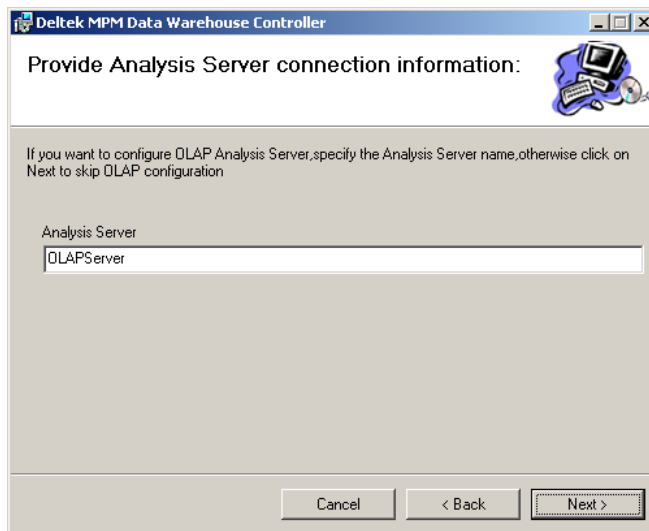 Deltek MPM Data Warehouse Controller
Provide Analysis Server connection information:
If you want to configure OLAP Analysis Server,specify the Analysis Server name,otherwise click on
Next to skip OLAP configuration
Analysis Server
OLAPServer
Cancel
< Back
Next >